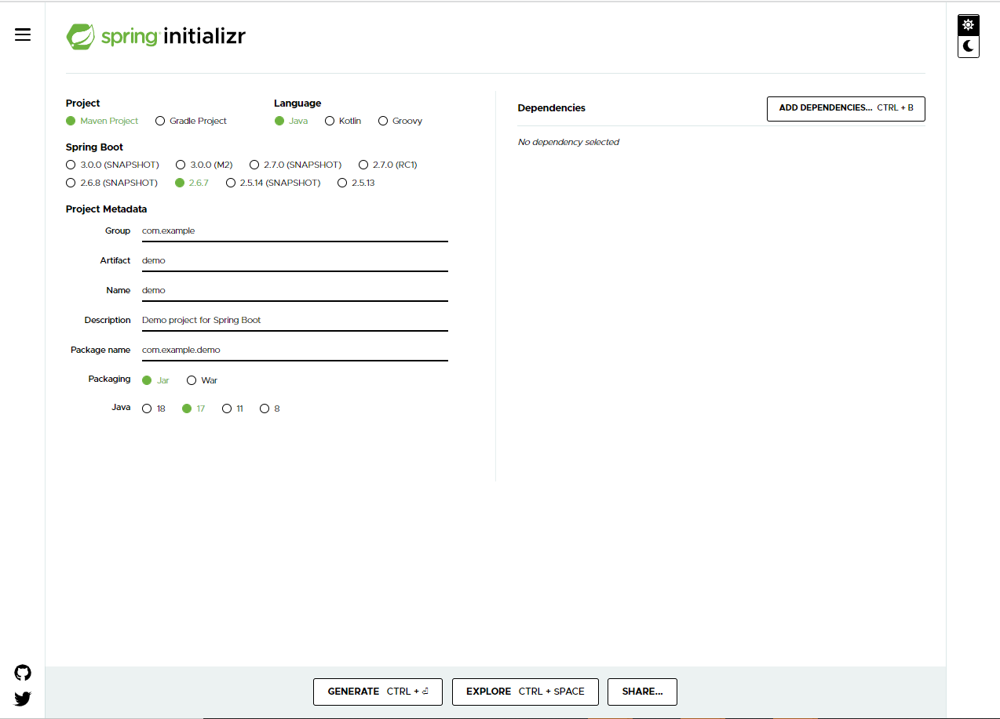 spring initializr
Project
Maven Project Gradle Project
Language
Java Kotlin Groovy
Spring Boot
3.0.0 (SNAPSHOT) 3.0.0 (M2) 2.7.0 (SNAPSHOT) 2.7.0 (RC1)
2.6.8 (SNAPSHOT) 2.6.7 2.5.14 (SNAPSHOT) 2.5.13
Project Metadata
Group com.example
Artifact demo
Name demo
Description Demo project for Spring Boot
Package name com.example.demo
Packaging Jar War
Java 18 17 11 8
Dependencies
ADD DEPENDENCIES... CTRL + B
No dependency selected
GENERATE CTRL + ⏎
EXPLORE CTRL + SPACE
SHARE...